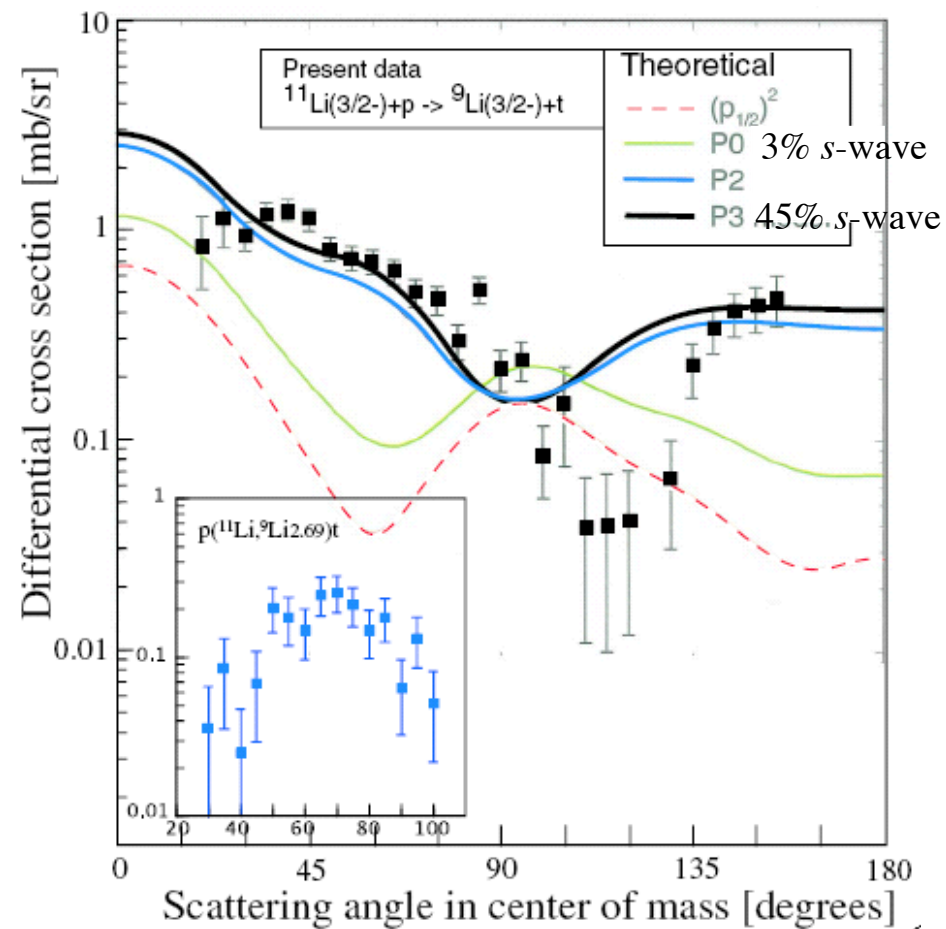 10
1
0.1
0.01
Differential cross section [mb/sr]
Present data
¹¹Li(3/2-)+p -> ⁹Li(3/2-)+t
Theoretical
(p₁/₂)²
P0 3% s-wave
P2
P3 45% s-wave
1
0.1
0.01
p(¹¹Li,⁹Li2.69)t
20 40 60 80 100
0 45 90 135 180
Scattering angle in center of mass [degrees]